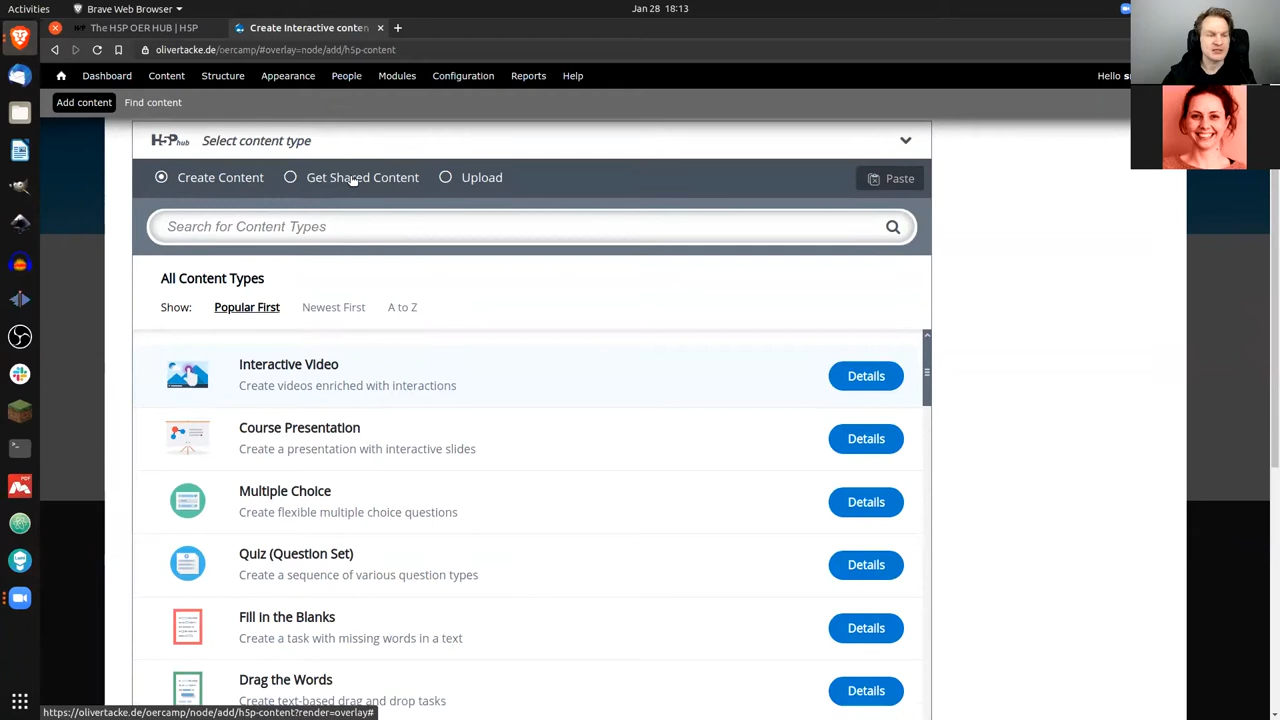 Activities
Brave Web Browser
Jan 28 18:13
The H5P OER HUB | H5P
Create Interactive conten
olivertacke.de/oercamp/#overlay=node/add/h5p-content
Dashboard Content Structure Appearance People Modules Configuration Reports Help
Hello
Add content Find content
H5P hub Select content type
Create Content Get Shared Content Upload Paste
Search for Content Types
All Content Types
Show: Popular First Newest First A to Z
Interactive Video
Create videos enriched with interactions
Details
Course Presentation
Create a presentation with interactive slides
Details
Multiple Choice
Create flexible multiple choice questions
Details
Quiz (Question Set)
Create a sequence of various question types
Details
Fill in the Blanks
Create a task with missing words in a text
Details
Drag the Words
Create text-based drag and drop tasks
Details
https://olivertacke.de/oercamp/node/add/h5p-content?render=overlay#